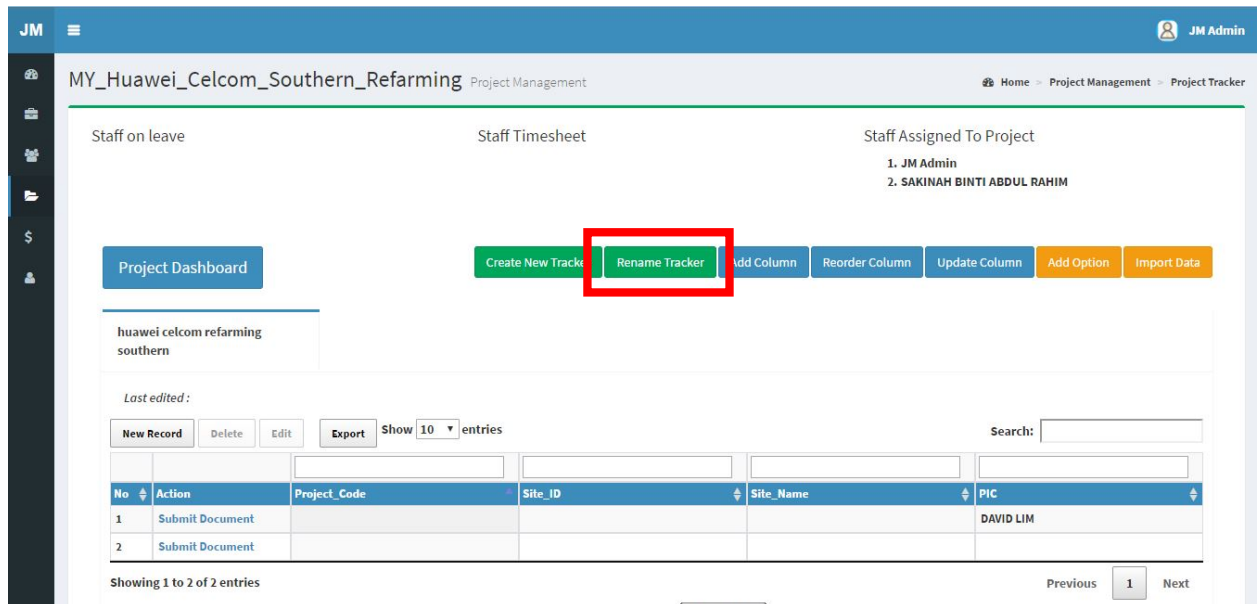 JM JM Admin
MY_Huawei_Celcom_Southern_Refarming Project Management Home > Project Management > Project Tracker
Staff on leave Staff Timesheet Staff Assigned To Project
1. JM Admin
2. SAKINAH BINTI ABDUL RAHIM
Project Dashboard Create New Tracke Rename Tracker Add Column Reorder Column Update Column Add Option Import Data
huawei celcom refarming
southern
Last edited :
New Record Delete Edit Export Show 10 entries Search:
No Action Project_Code Site_ID Site_Name PIC
1 Submit Document DAVID LIM
2 Submit Document
Showing 1 to 2 of 2 entries Previous 1 Next